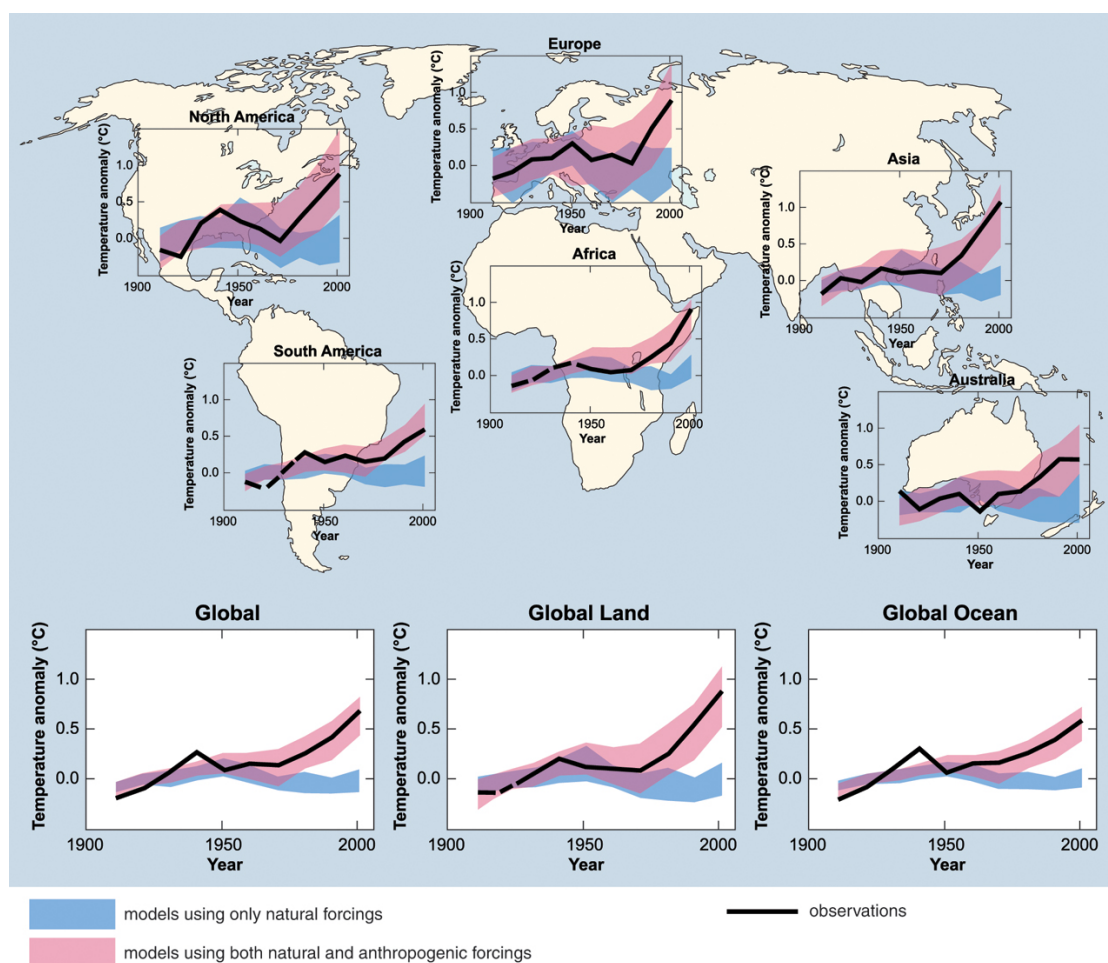 Europe
Temperature anomaly (°C)
1.0
0.5
0.0
1900
1950
2000
Year
North America
Temperature anomaly (°C)
1.0
0.5
0.0
1900
1950
2000
Year
Asia
Temperature anomaly (°C)
1.0
0.5
0.0
1900
1950
2000
Year
Africa
Temperature anomaly (°C)
1.0
0.5
0.0
1900
1950
2000
Year
South America
Temperature anomaly (°C)
1.0
0.5
0.0
1900
1950
2000
Year
Australia
Temperature anomaly (°C)
1.0
0.5
0.0
1900
1950
2000
Year
Global
Temperature anomaly (°C)
1.0
0.5
0.0
1900
1950
2000
Year
Global Land
Temperature anomaly (°C)
1.0
0.5
0.0
1900
1950
2000
Year
Global Ocean
Temperature anomaly (°C)
1.0
0.5
0.0
1900
1950
2000
Year
models using only natural forcings
observations
models using both natural and anthropogenic forcings